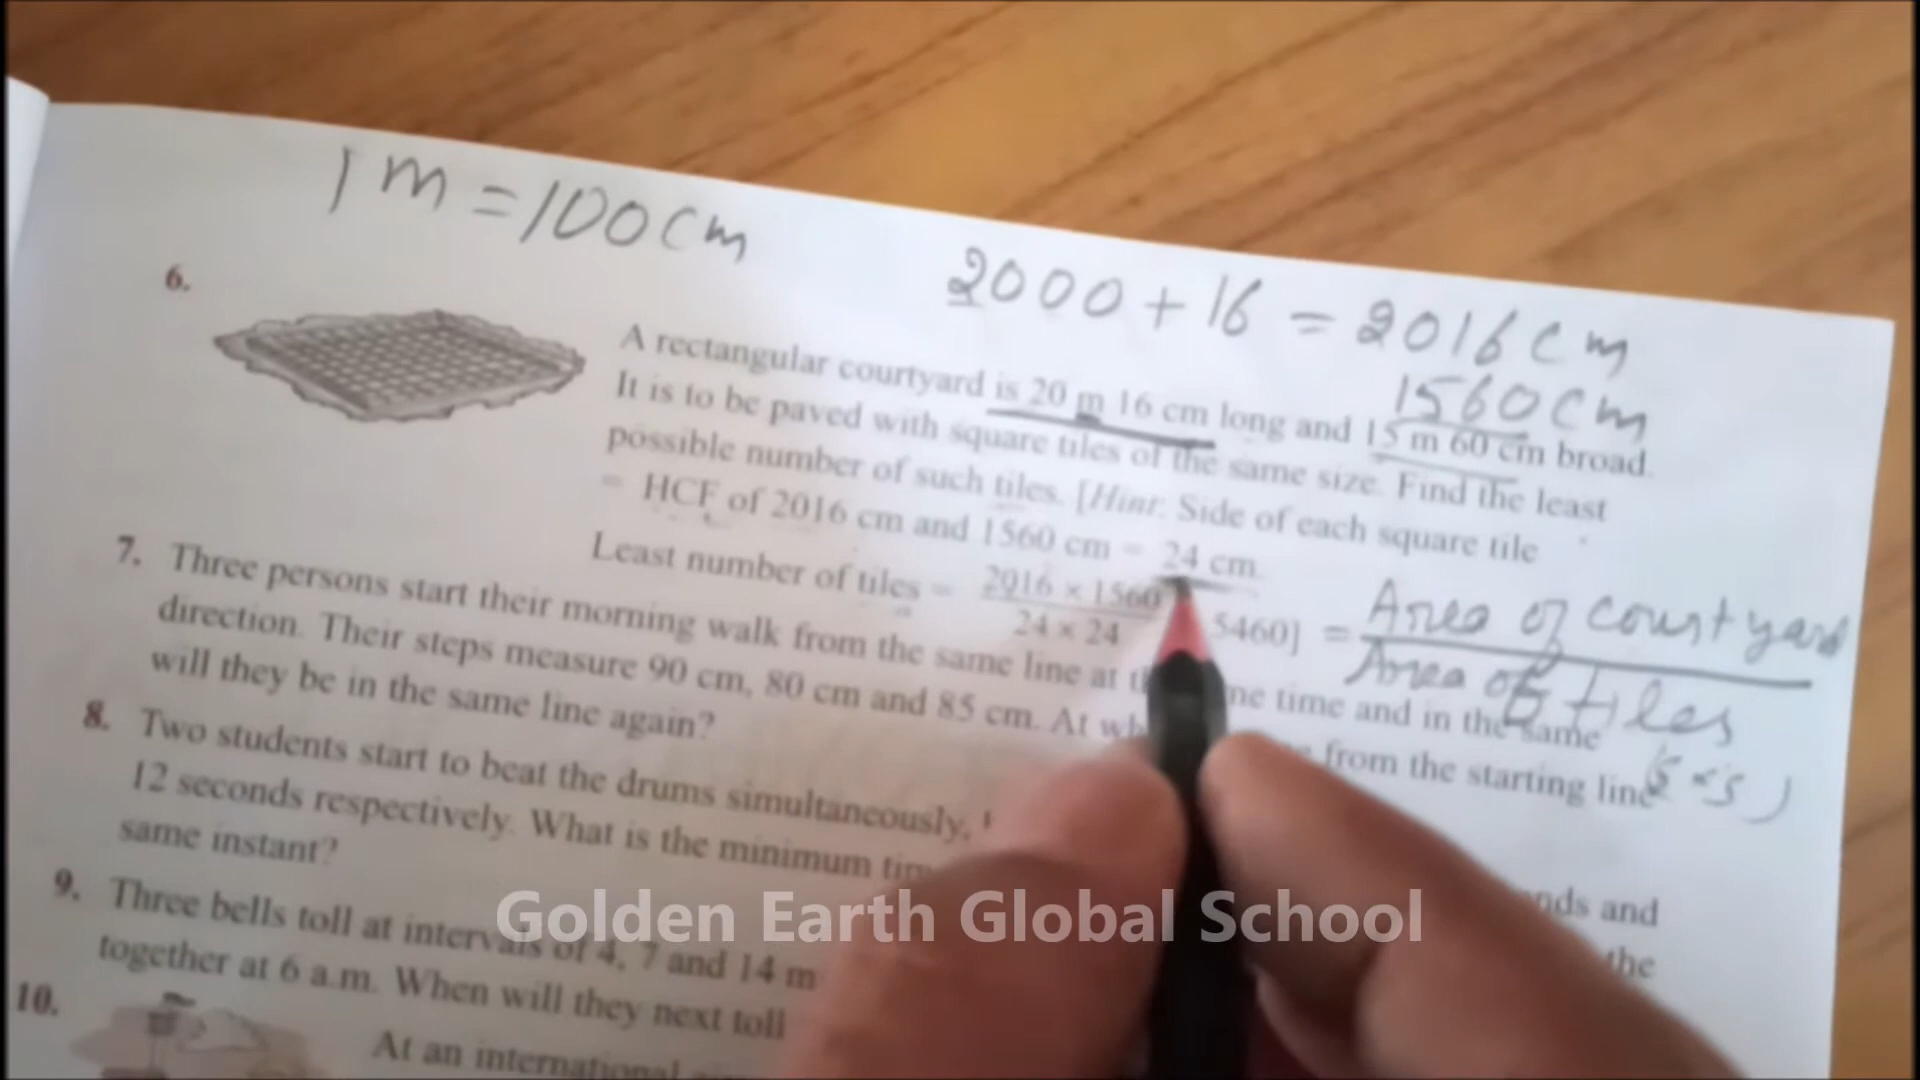 1 m = 100 cm
2000 + 16 = 2016 cm
1560 cm
6.
A rectangular courtyard is 20 m 16 cm long and 15 m 60 cm broad.
It is to be paved with square tiles of the same size. Find the least
possible number of such tiles. [Hint: Side of each square tile
= HCF of 2016 cm and 1560 cm = 24 cm.
Least number of tiles = 2016 × 1560 / 24 × 24 5460] = Area of courtyard / Area of tiles
(s × s)
7. Three persons start their morning walk from the same line at the time and in the same
direction. Their steps measure 90 cm, 80 cm and 85 cm. At from the starting line
will they be in the same line again?
8. Two students start to beat the drums simultaneously, and
12 seconds respectively. What is the minimum the
same instant?
9. Three bells toll at intervals of 4, 7 and 14 m
together at 6 a.m. When will they next toll
10.
At an international
Golden Earth Global School